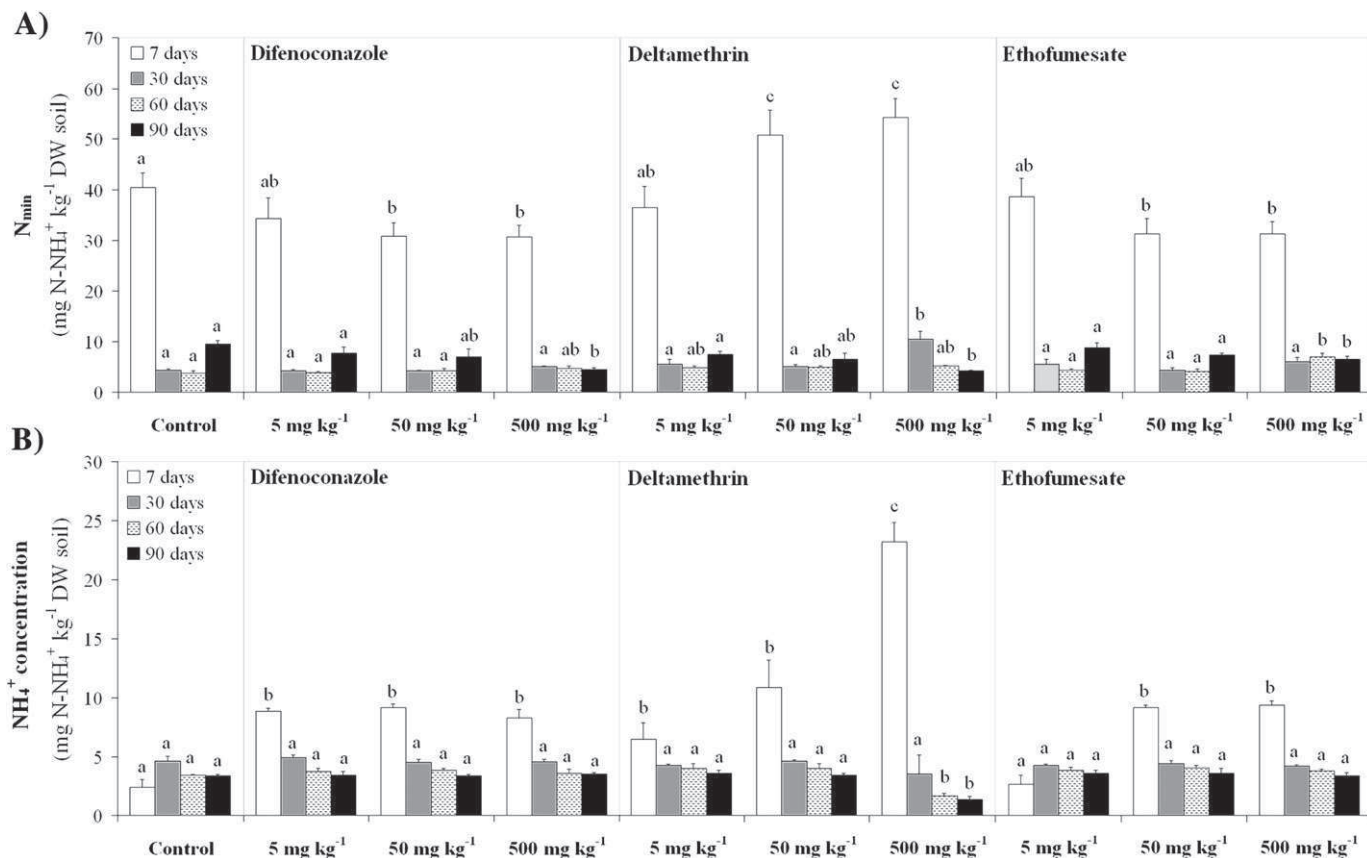 A)
N_min
(mg N-NH₄⁺ kg⁻¹ DW soil)
70
60
50
40
30
20
10
0
7 days
30 days
60 days
90 days
Difenoconazole
Deltamethrin
Ethofumesate
a a a a
ab a a a
b a a ab
b a ab b
ab a ab a
c a ab ab
c b ab b
ab a a a
b a a a
b a b b
Control
5 mg kg⁻¹
50 mg kg⁻¹
500 mg kg⁻¹
5 mg kg⁻¹
50 mg kg⁻¹
500 mg kg⁻¹
5 mg kg⁻¹
50 mg kg⁻¹
500 mg kg⁻¹
B)
NH₄⁺ concentration
(mg N-NH₄⁺ kg⁻¹ DW soil)
30
25
20
15
10
5
0
7 days
30 days
60 days
90 days
Difenoconazole
Deltamethrin
Ethofumesate
a a a a
b a a a
b a a a
b a a a
b a a a
b a a a
c a b b
a a a a
b a a a
b a a a
Control
5 mg kg⁻¹
50 mg kg⁻¹
500 mg kg⁻¹
5 mg kg⁻¹
50 mg kg⁻¹
500 mg kg⁻¹
5 mg kg⁻¹
50 mg kg⁻¹
500 mg kg⁻¹